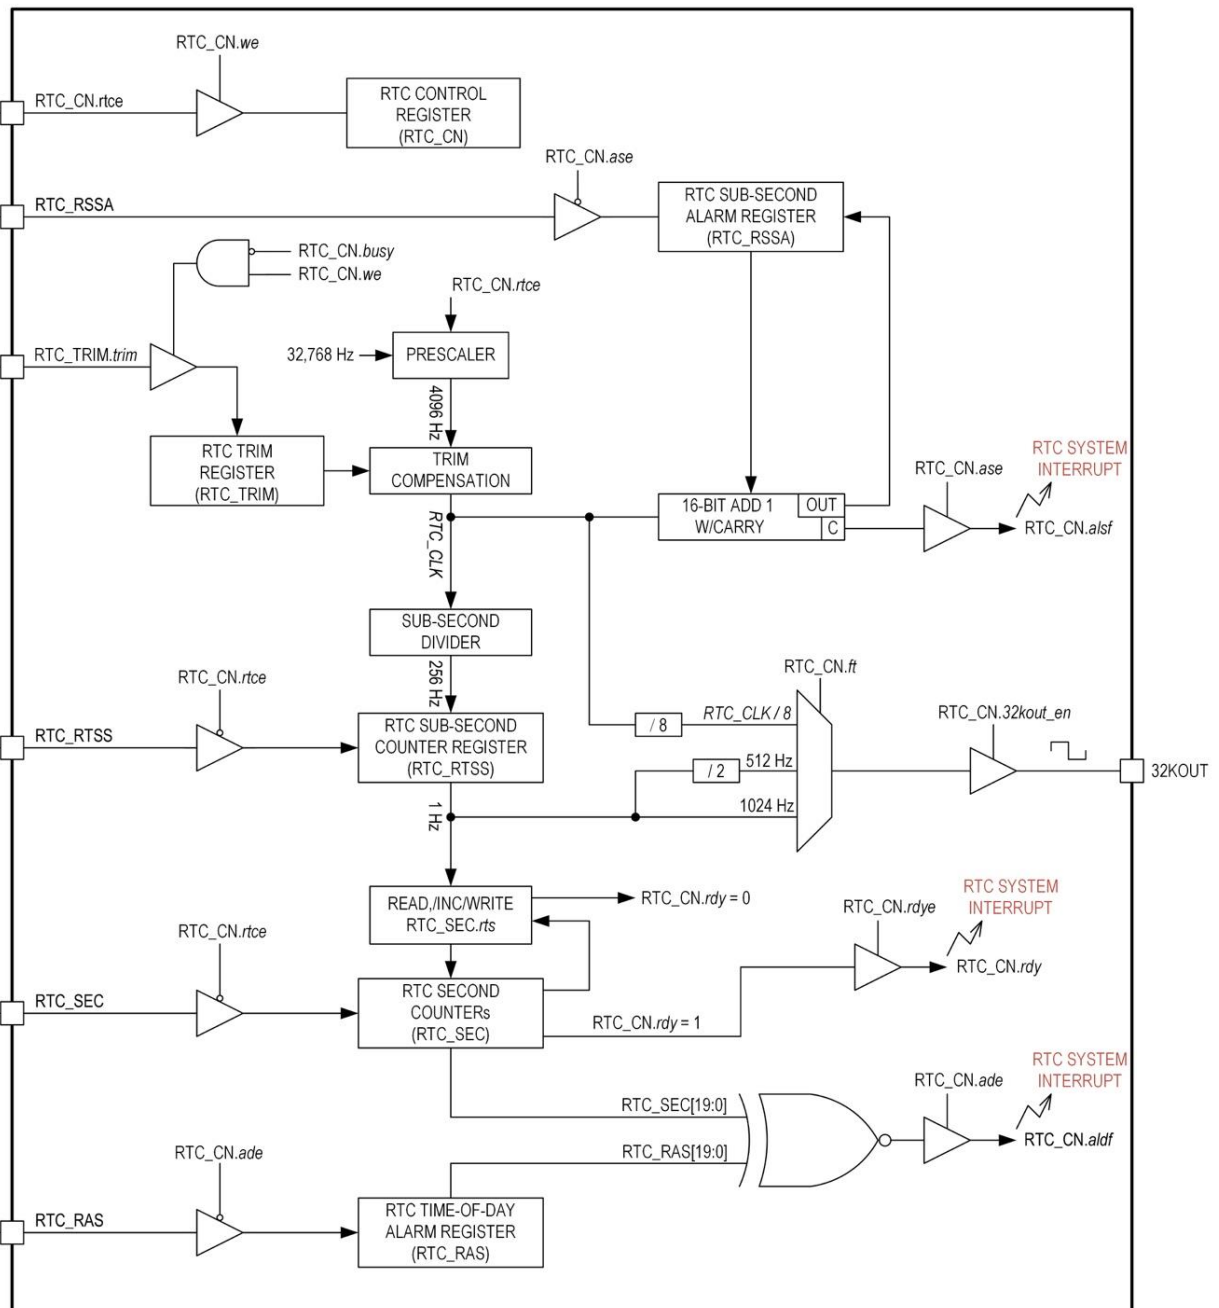 RTC_CN.we
RTC_CN.rtce
RTC CONTROL
REGISTER
(RTC_CN)
RTC_CN.ase
RTC_RSSA
RTC SUB-SECOND
ALARM REGISTER
(RTC_RSSA)
RTC_CN.busy
RTC_CN.we
RTC_CN.rtce
RTC_TRIM.trim
32,768 Hz
PRESCALER
4096 Hz
RTC TRIM
REGISTER
(RTC_TRIM)
TRIM
COMPENSATION
RTC SYSTEM
INTERRUPT
RTC_CN.ase
16-BIT ADD 1
W/CARRY
OUT
C
RTC_CN.alsf
RTC_CLK
SUB-SECOND
DIVIDER
256 Hz
RTC_CN.rtce
RTC_CN.ft
RTC_RTSS
RTC SUB-SECOND
COUNTER REGISTER
(RTC_RTSS)
/ 8
RTC_CLK / 8
RTC_CN.32kout_en
/ 2
512 Hz
32KOUT
1 Hz
1024 Hz
READ,/INC/WRITE
RTC_SEC.rts
RTC_CN.rdy = 0
RTC SYSTEM
INTERRUPT
RTC_CN.rdye
RTC_CN.rtce
RTC_CN.rdy
RTC_SEC
RTC SECOND
COUNTERs
(RTC_SEC)
RTC_CN.rdy = 1
RTC SYSTEM
INTERRUPT
RTC_CN.ade
RTC_SEC[19:0]
RTC_CN.aldf
RTC_RAS[19:0]
RTC_CN.ade
RTC_RAS
RTC TIME-OF-DAY
ALARM REGISTER
(RTC_RAS)